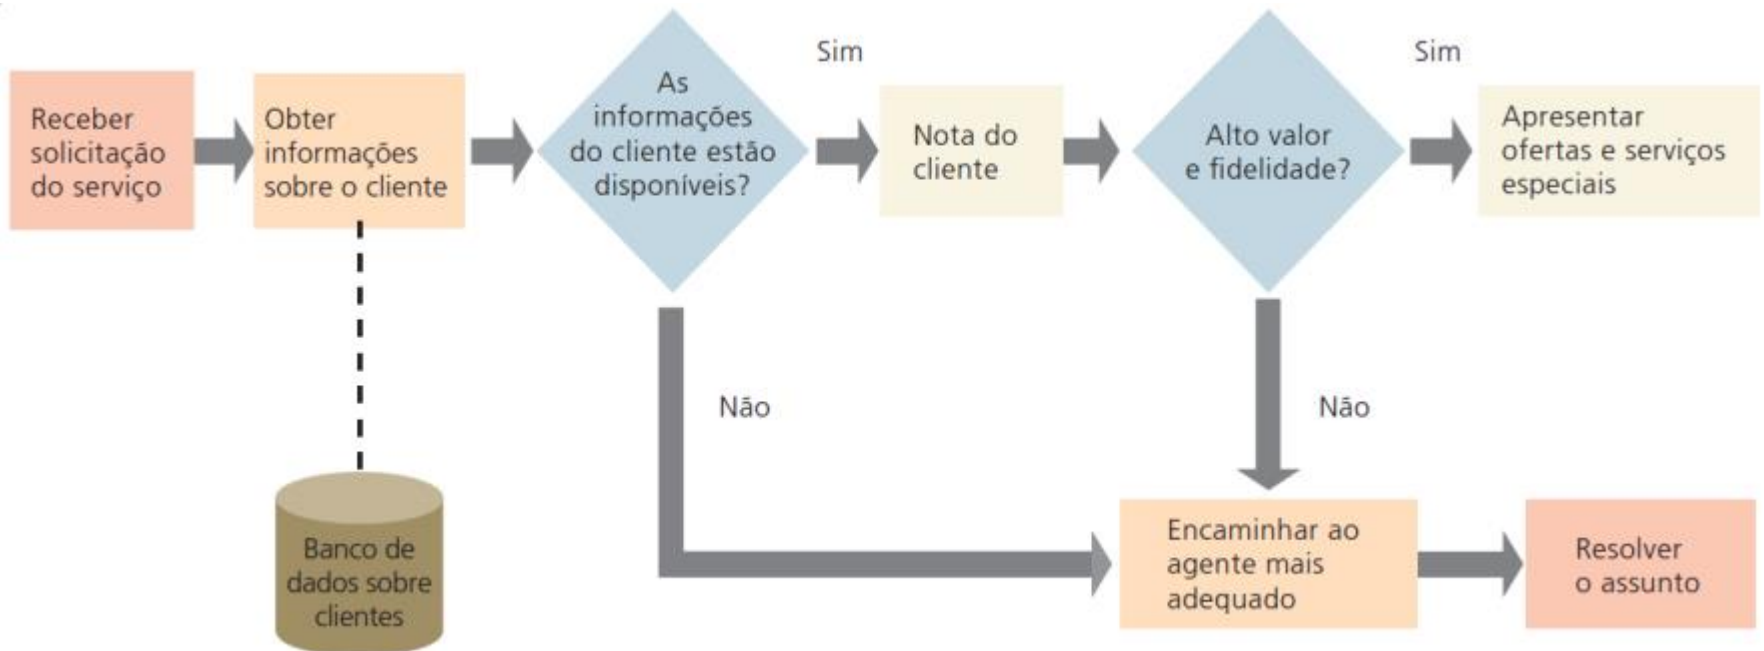 Receber
solicitação
do serviço
Obter
informações
sobre o cliente
As
informações
do cliente estão
disponíveis?
Sim
Nota do
cliente
Alto valor
e fidelidade?
Sim
Apresentar
ofertas e serviços
especiais
Não
Não
Banco de
dados sobre
clientes
Encaminhar ao
agente mais
adequado
Resolver
o assunto